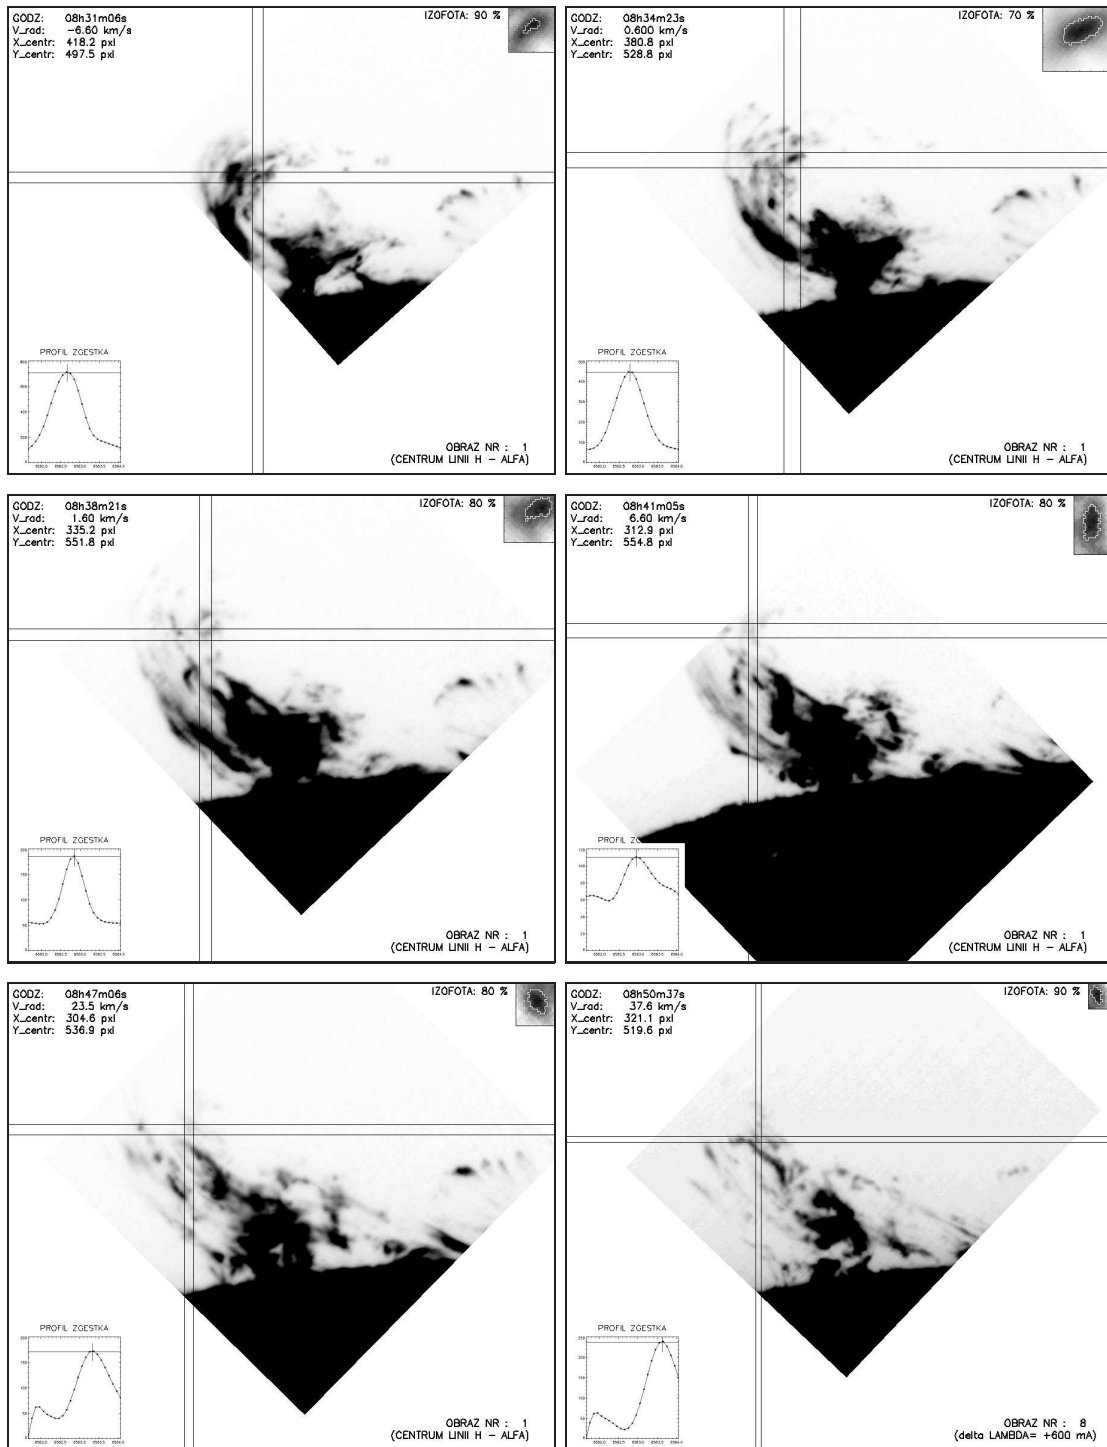 GODZ: 08h31m06s
V_rad: -6.60 km/s
X_centr: 418.2 pxl
Y_centr: 497.5 pxl
IZOFOTA: 90 %
PROFIL ZGESTKA
OBRAZ NR : 1
(CENTRUM LINII H - ALFA)
GODZ: 08h34m23s
V_rad: 0.600 km/s
X_centr: 380.8 pxl
Y_centr: 528.8 pxl
IZOFOTA: 70 %
PROFIL ZGESTKA
OBRAZ NR : 1
(CENTRUM LINII H - ALFA)
GODZ: 08h38m21s
V_rad: 1.60 km/s
X_centr: 335.2 pxl
Y_centr: 551.8 pxl
IZOFOTA: 80 %
PROFIL ZGESTKA
OBRAZ NR : 1
(CENTRUM LINII H - ALFA)
GODZ: 08h41m05s
V_rad: 6.60 km/s
X_centr: 312.9 pxl
Y_centr: 554.8 pxl
IZOFOTA: 80 %
PROFIL
OBRAZ NR : 1
(CENTRUM LINII H - ALFA)
GODZ: 08h47m06s
V_rad: 23.5 km/s
X_centr: 304.6 pxl
Y_centr: 536.9 pxl
IZOFOTA: 80 %
PROFIL ZGESTKA
OBRAZ NR : 1
(CENTRUM LINII H - ALFA)
GODZ: 08h50m37s
V_rad: 37.6 km/s
X_centr: 321.1 pxl
Y_centr: 519.6 pxl
IZOFOTA: 90 %
PROFIL ZGESTKA
OBRAZ NR : 8
(delta LAMBDA= +600 mA)